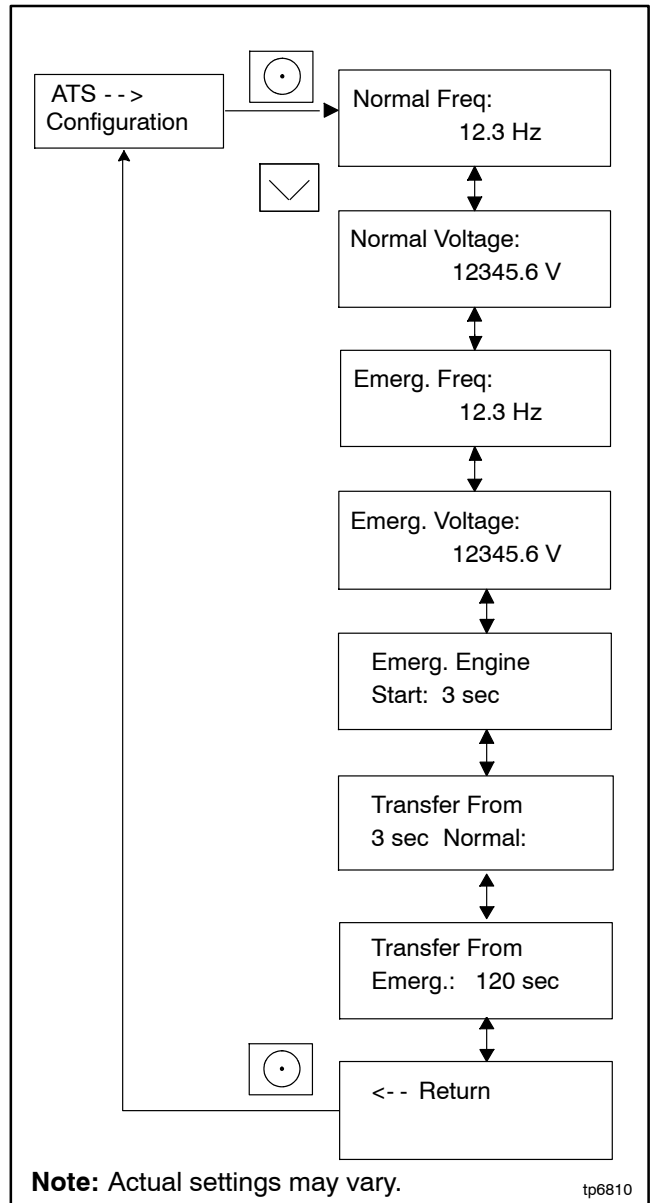 ATS - - >
Configuration
Normal Freq:
12.3 Hz
Normal Voltage:
12345.6 V
Emerg. Freq:
12.3 Hz
Emerg. Voltage:
12345.6 V
Emerg. Engine
Start: 3 sec
Transfer From
3 sec Normal:
Transfer From
Emerg.: 120 sec
<- - Return
Note: Actual settings may vary.
tp6810